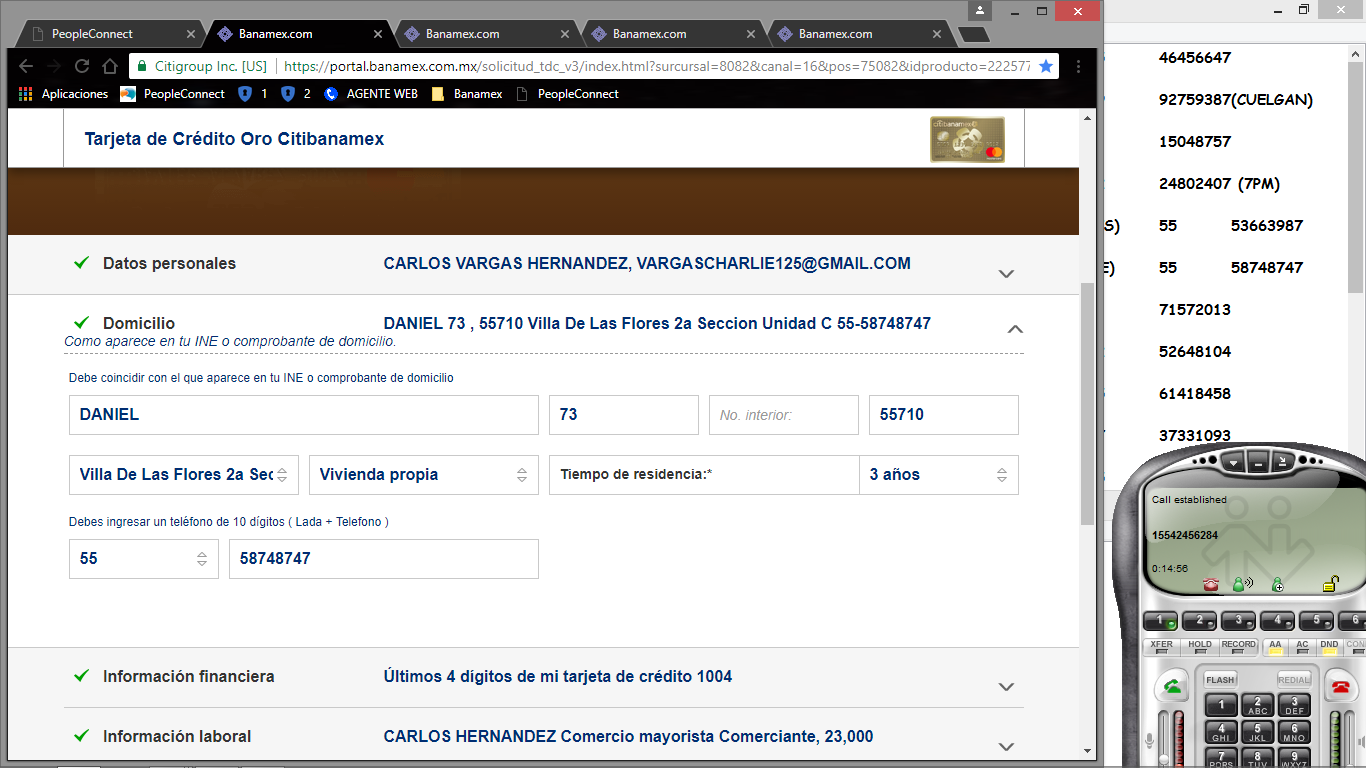 PeopleConnect
Banamex.com
Banamex.com
Banamex.com
Banamex.com
Citigroup Inc. [US] https://portal.banamex.com.mx/solicitud_tdc_v3/index.html?sursursal=8082&canal=16&pos=75082&idproducto=222577
Aplicaciones PeopleConnect 1 2 AGENTE WEB Banamex PeopleConnect
Tarjeta de Crédito Oro Citibanamex
citibanamex
Datos personales CARLOS VARGAS HERNANDEZ, VARGASCHARLIE125@GMAIL.COM
Domicilio DANIEL 73 , 55710 Villa De Las Flores 2a Seccion Unidad C 55-58748747
Como aparece en tu INE o comprobante de domicilio.
Debe coincidir con el que aparece en tu INE o comprobante de domicilio
DANIEL 73 No. interior: 55710
Villa De Las Flores 2a Sec Vivienda propia Tiempo de residencia:* 3 años
Debes ingresar un teléfono de 10 dígitos ( Lada + Telefono )
55 58748747
Información financiera Últimos 4 dígitos de mi tarjeta de crédito 1004
Información laboral CARLOS HERNANDEZ Comercio mayorista Comerciante, 23,000
46456647
92759387(CUELGAN)
15048757
24802407 (7PM)
S) 55 53663987
E) 55 58748747
71572013
52648104
61418458
37331093
Call established
15542456284
0:14:56
1 2 3 4 5 6
XFER HOLD RECORD AA AC DND CON
FLASH REDIAL
1 2 ABC 3 DEF
4 GHI 5 JKL 6 MNO
7 PQRS 8 TUV 9 WXYZ